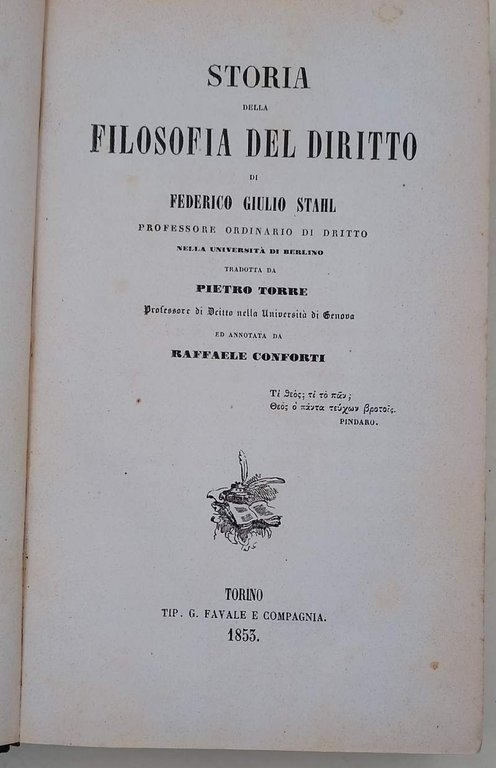 STORIA
DELLA
FILOSOFIA DEL DIRITTO
DI
FEDERICO GIULIO STAHL
PROFESSORE ORDINARIO DI DRITTO
NELLA UNIVERSITÀ DI BERLINO
TRADOTTA DA
PIETRO TORRE
Professore di Dritto nella Università di Genova
ED ANNOTATA DA
RAFFAELE CONFORTI
Τί Θεός; τί τὸ πᾶν;
Θεὸς ὁ πάντα τεύχων βροτοῖς.
PINDARO.
TORINO
TIP. G. FAVALE E COMPAGNIA.
1853.